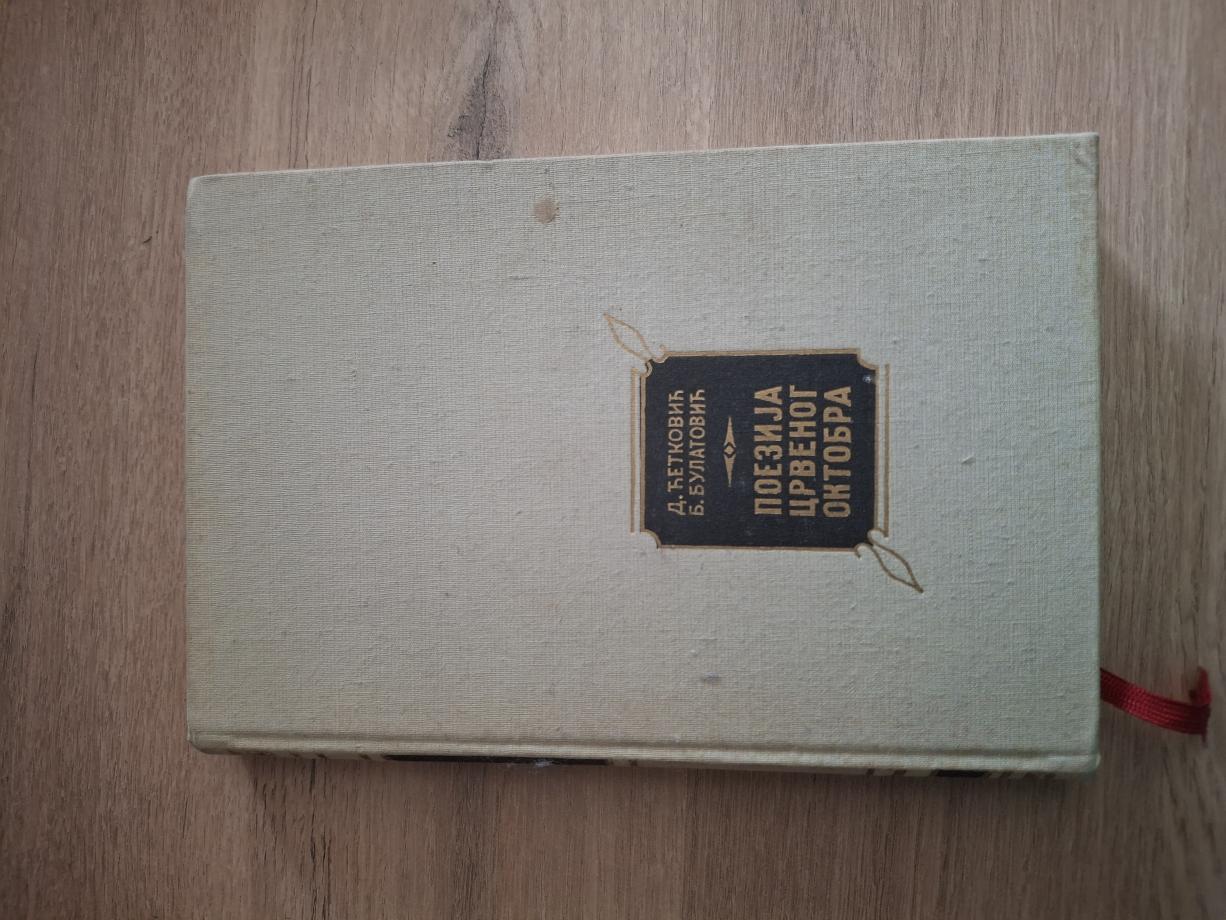 Д. ЋЕТКОВИЋ
Б. БУЛАТОВИЋ
ПОЕЗИЈА
ЦРВЕНОГ
ОКТОБРА